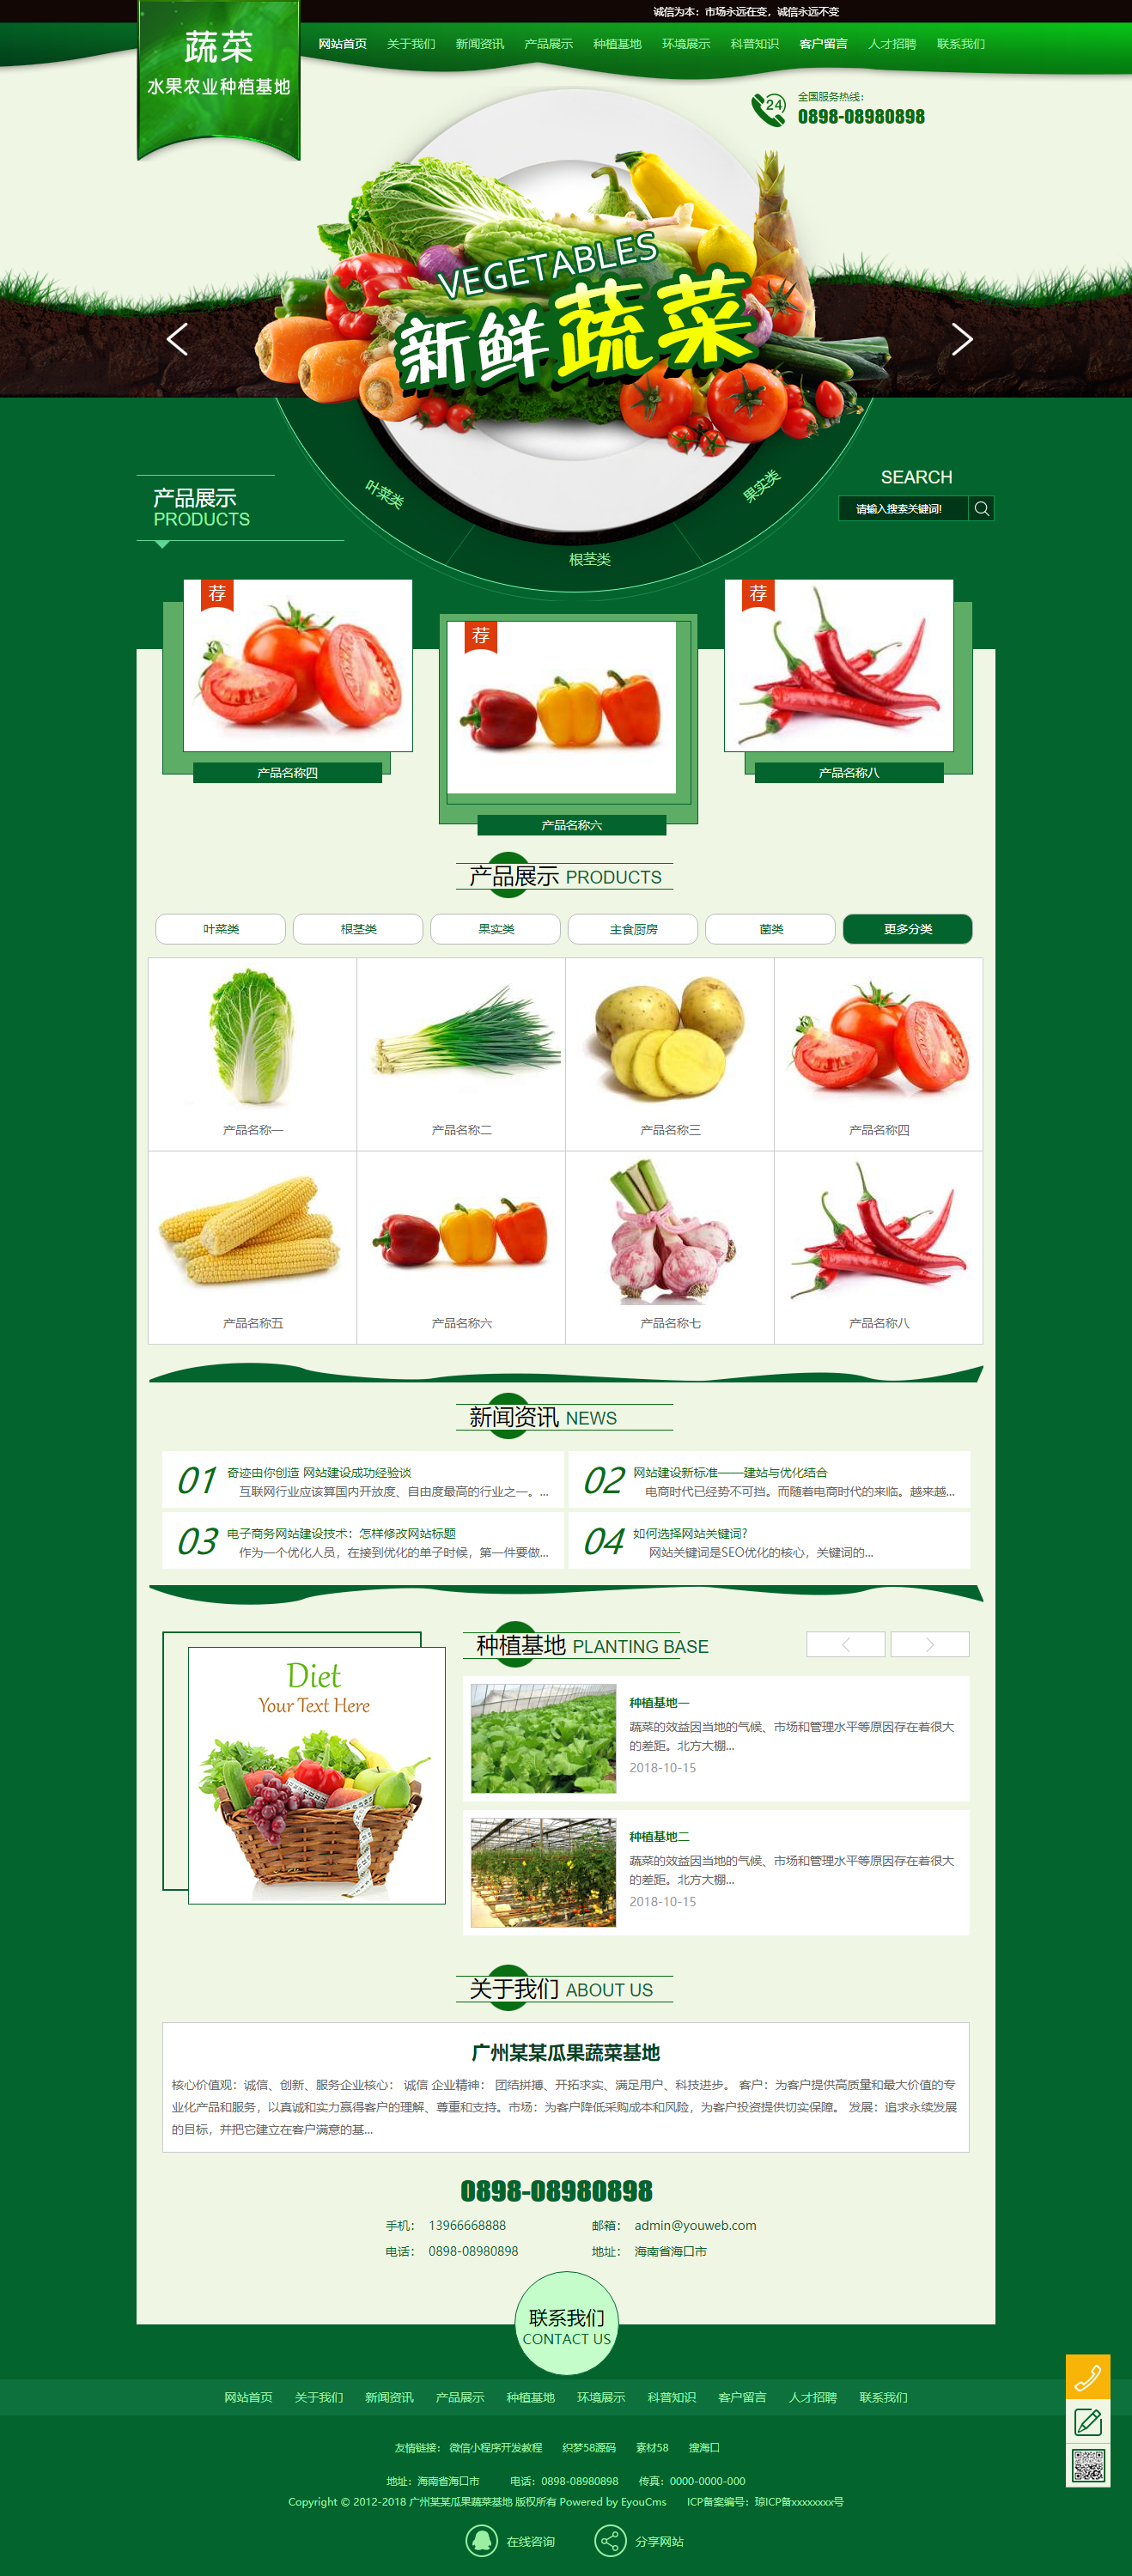 诚信为本：市场永远在变，诚信永远不变
蔬菜
水果农业种植基地
网站首页 关于我们 新闻资讯 产品展示 种植基地 环境展示 科普知识 客户留言 人才招聘 联系我们
24
全国服务热线：
0898-08980898
VEGETABLES
新鲜蔬菜
叶菜类
根茎类
果实类
产品展示
PRODUCTS
SEARCH
请输入搜索关键词!
荐
荐
荐
产品名称四
产品名称六
产品名称八
产品展示 PRODUCTS
叶菜类 根茎类 果实类 主食厨房 菌类 更多分类
产品名称一 产品名称二 产品名称三 产品名称四
产品名称五 产品名称六 产品名称七 产品名称八
新闻资讯 NEWS
01 奇迹由你创造 网站建设成功经验谈
互联网行业应该算国内开放度、自由度最高的行业之一。...
02 网站建设新标准——建站与优化结合
电商时代已经势不可挡。而随着电商时代的来临。越来越...
03 电子商务网站建设技术：怎样修改网站标题
作为一个优化人员，在接到优化的单子时候，第一件要做...
04 如何选择网站关键词?
网站关键词是SEO优化的核心，关键词的...
Diet
Your Text Here
种植基地 PLANTING BASE
种植基地一
蔬菜的效益因当地的气候、市场和管理水平等原因存在着很大
的差距。北方大棚...
2018-10-15
种植基地二
蔬菜的效益因当地的气候、市场和管理水平等原因存在着很大
的差距。北方大棚...
2018-10-15
关于我们 ABOUT US
广州某某瓜果蔬菜基地
核心价值观：诚信、创新、服务企业核心： 诚信 企业精神： 团结拼搏、开拓求实、满足用户、科技进步。 客户：为客户提供高质量和最大价值的专
业化产品和服务，以真诚和实力赢得客户的理解、尊重和支持。市场：为客户降低采购成本和风险，为客户投资提供切实保障。 发展：追求永续发展
的目标，并把它建立在客户满意的基...
0898-08980898
手机： 13966668888 邮箱： admin@youweb.com
电话： 0898-08980898 地址： 海南省海口市
联系我们
CONTACT US
网站首页 关于我们 新闻资讯 产品展示 种植基地 环境展示 科普知识 客户留言 人才招聘 联系我们
友情链接： 微信小程序开发教程 织梦58源码 素材58 搜海口
地址：海南省海口市 电话：0898-08980898 传真：0000-0000-000
Copyright © 2012-2018 广州某某瓜果蔬菜基地 版权所有 Powered by EyouCms ICP备案编号：琼ICP备xxxxxxxx号
在线咨询 分享网站